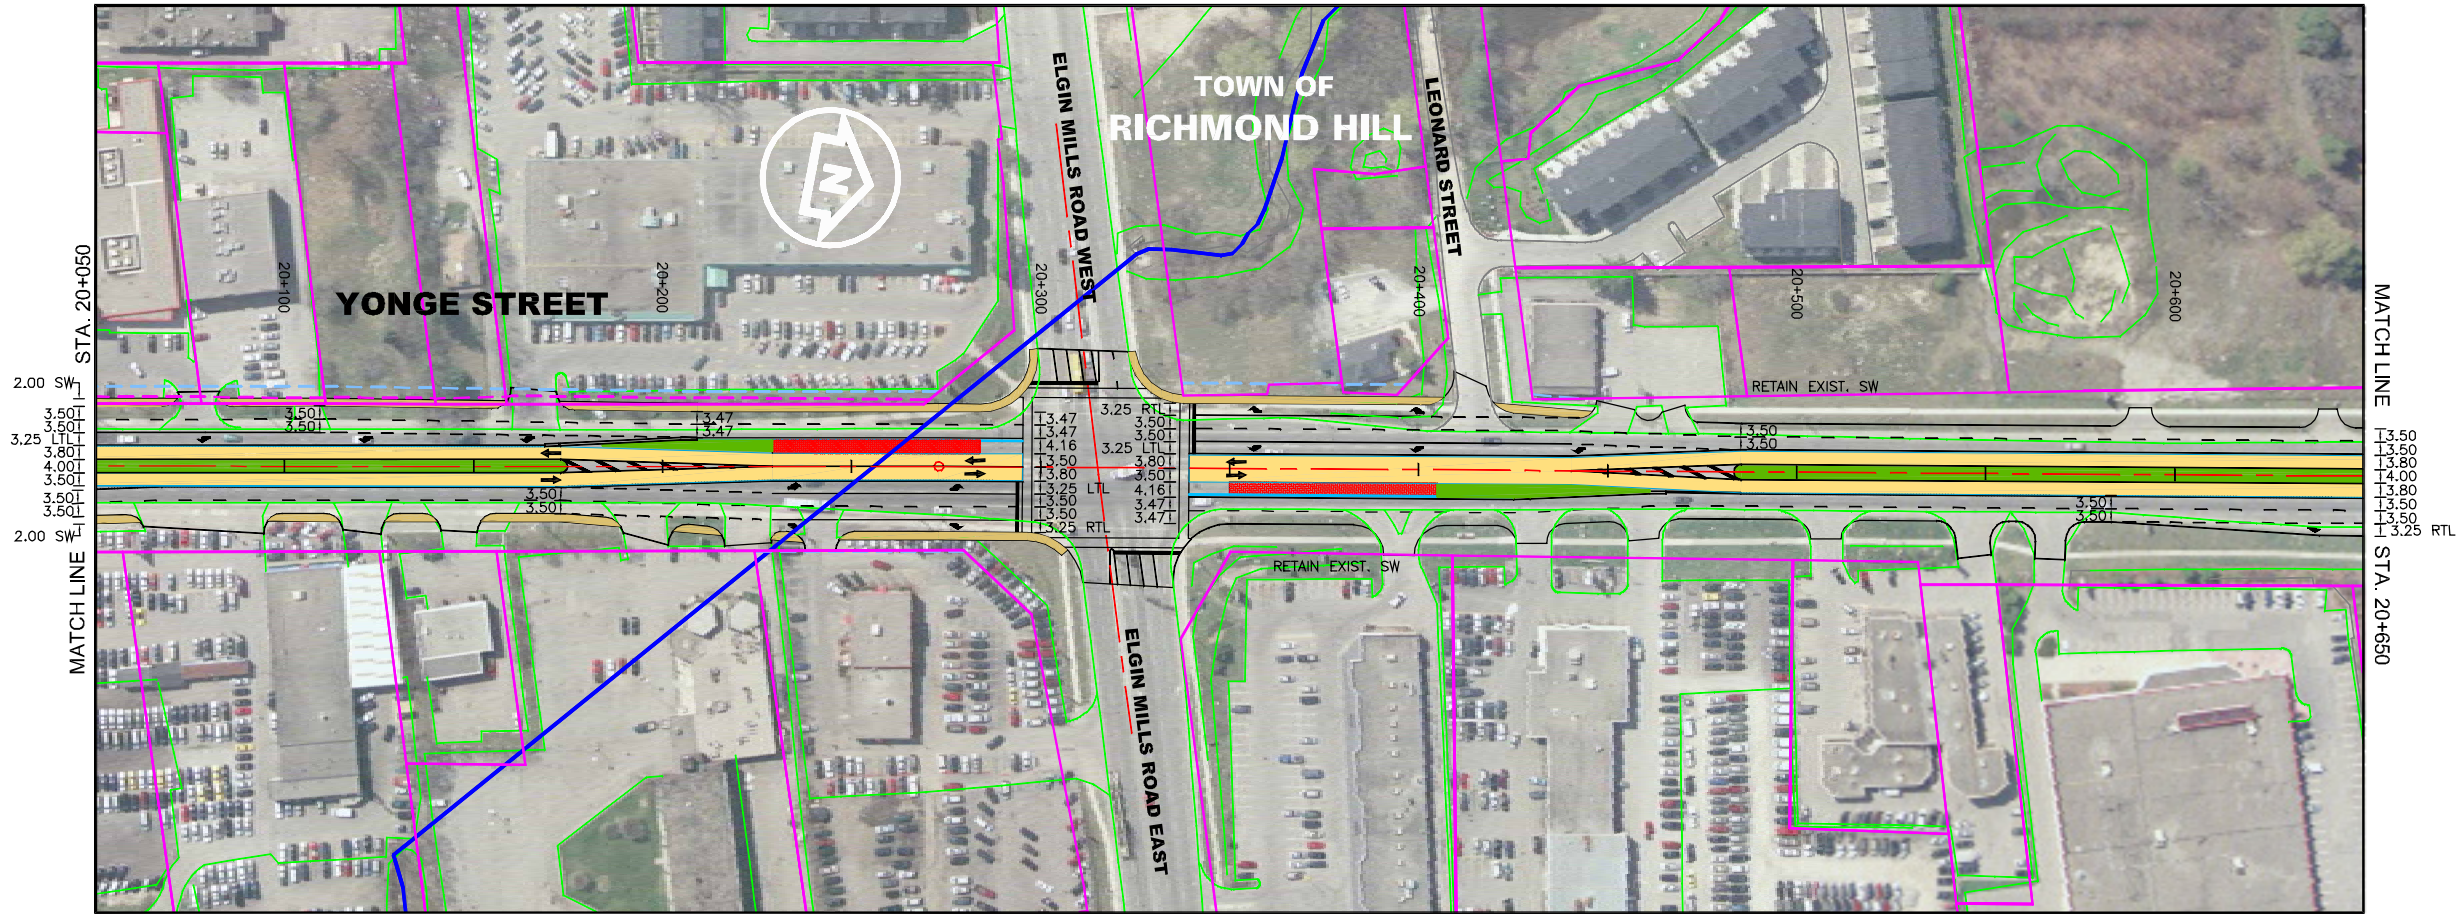 TOWN OF
RICHMOND HILL
ELGIN MILLS ROAD WEST
LEONARD STREET
N
YONGE STREET
20+100
20+200
20+300
20+400
20+500
20+600
STA. 20+050
MATCH LINE
MATCH LINE
STA. 20+650
2.00 SW
3.50
3.50
3.25 LTL
3.80
4.00
3.50
3.50
3.50
2.00 SW
3.50
3.50
3.47
3.47
3.50
3.50
3.47
3.47
4.16
3.50
3.80
3.25 LTL
3.50
3.50
3.25 RTL
3.25 RTL
3.50
3.50
3.25 LTL
3.80
3.50
4.16
3.47
3.47
RETAIN EXIST. SW
3.50
3.50
3.50
3.50
RETAIN EXIST. SW
3.50
3.50
3.80
4.00
3.80
3.50
3.50
3.25 RTL
ELGIN MILLS ROAD EAST